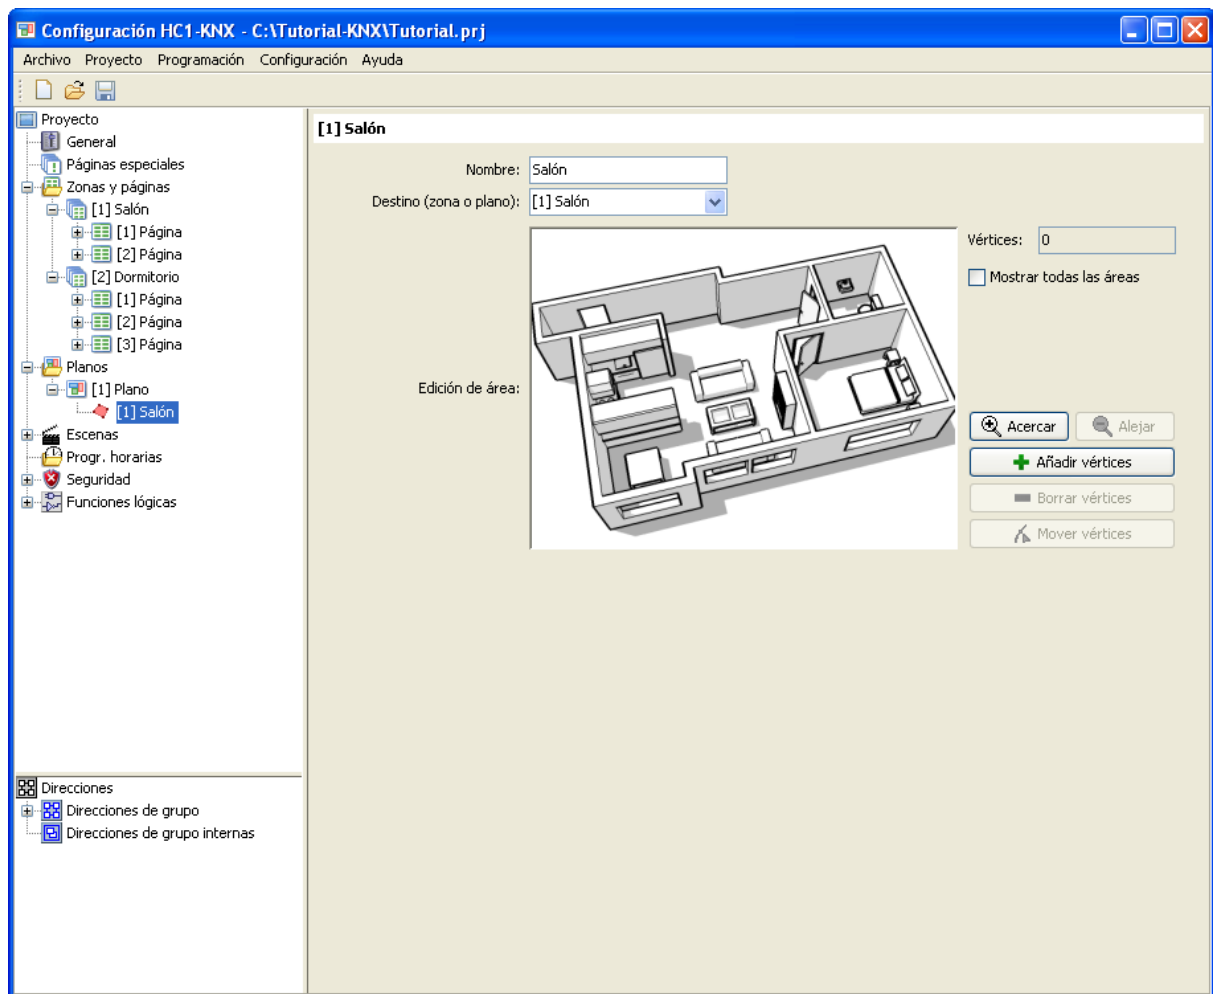 Configuración HC1-KNX - C:\Tutorial-KNX\Tutorial.prj
Archivo Proyecto Programación Configuración Ayuda
Proyecto
General
Páginas especiales
Zonas y páginas
[1] Salón
[1] Página
[2] Página
[2] Dormitorio
[1] Página
[2] Página
[3] Página
Planos
[1] Plano
[1] Salón
Escenas
Progr. horarias
Seguridad
Funciones lógicas
Direcciones
Direcciones de grupo
Direcciones de grupo internas
[1] Salón
Nombre: Salón
Destino (zona o plano): [1] Salón
Edición de área:
Vértices: 0
Mostrar todas las áreas
Acercar Alejar
Añadir vértices
Borrar vértices
Mover vértices